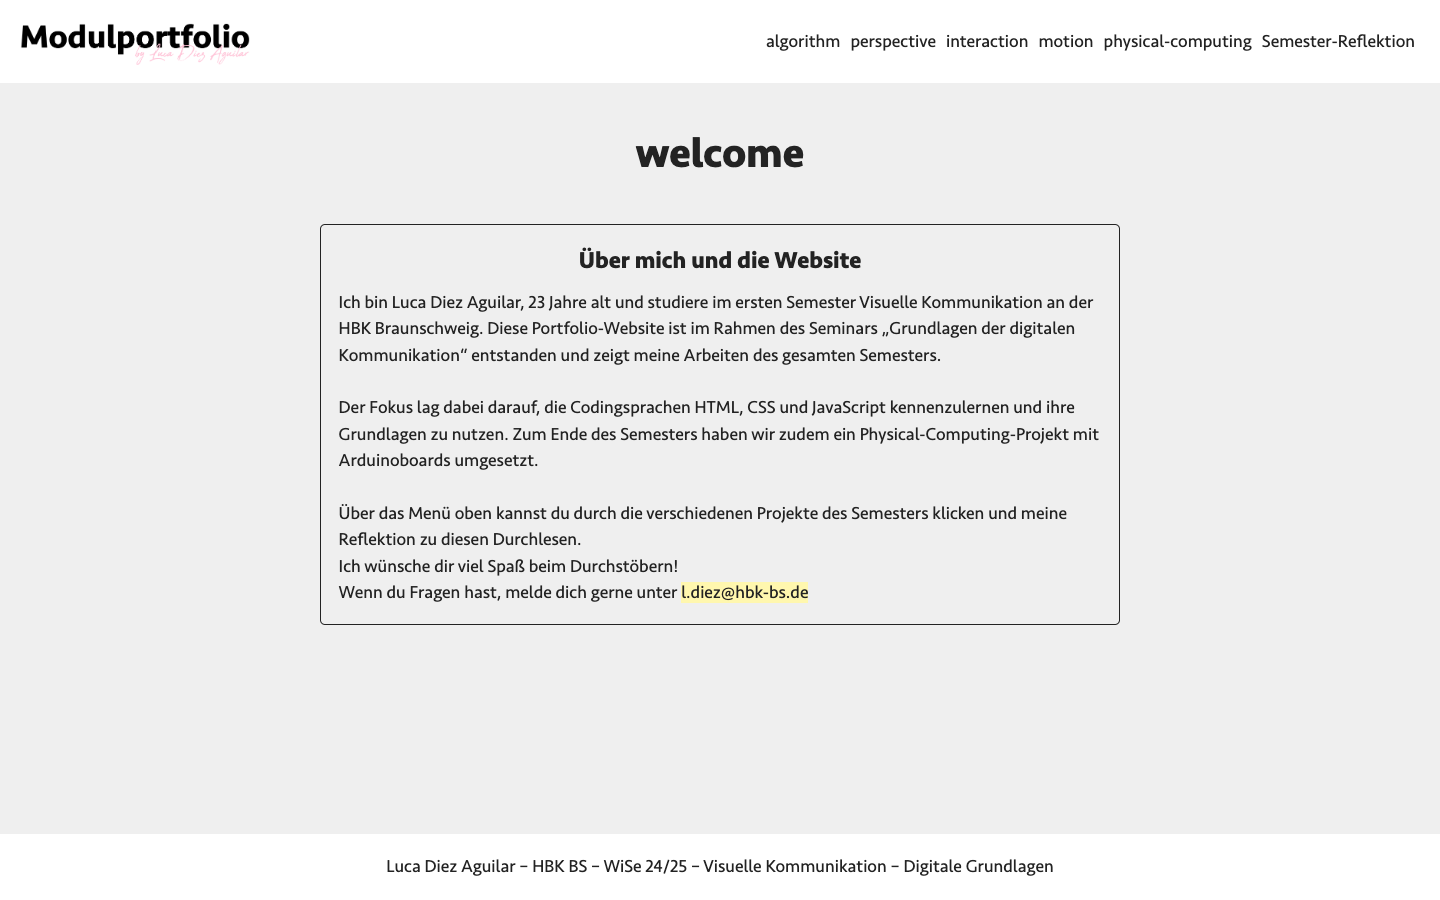 Modulportfolio
by Luca Diez Aguilar
algorithm perspective interaction motion physical-computing Semester-Reflektion
welcome
Über mich und die Website
Ich bin Luca Diez Aguilar, 23 Jahre alt und studiere im ersten Semester Visuelle Kommunikation an der
HBK Braunschweig. Diese Portfolio-Website ist im Rahmen des Seminars „Grundlagen der digitalen
Kommunikation“ entstanden und zeigt meine Arbeiten des gesamten Semesters.
Der Fokus lag dabei darauf, die Codingsprachen HTML, CSS und JavaScript kennenzulernen und ihre
Grundlagen zu nutzen. Zum Ende des Semesters haben wir zudem ein Physical-Computing-Projekt mit
Arduinoboards umgesetzt.
Über das Menü oben kannst du durch die verschiedenen Projekte des Semesters klicken und meine
Reflektion zu diesen Durchlesen.
Ich wünsche dir viel Spaß beim Durchstöbern!
Wenn du Fragen hast, melde dich gerne unter l.diez@hbk-bs.de
Luca Diez Aguilar – HBK BS – WiSe 24/25 – Visuelle Kommunikation – Digitale Grundlagen